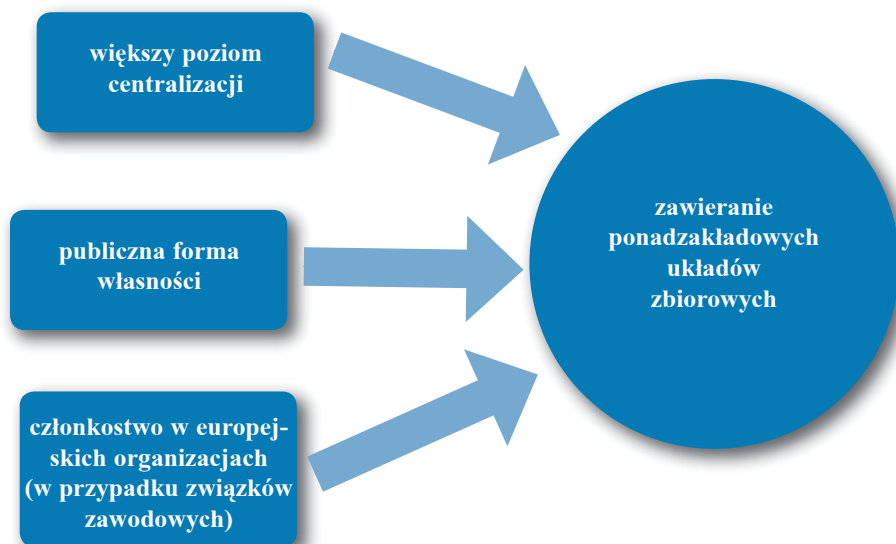 większy poziom
centralizacji
publiczna forma
własności
członkostwo w europej-
skich organizacjach
(w przypadku związków
zawodowych)
zawieranie
ponadzakładowych
układów
zbiorowych